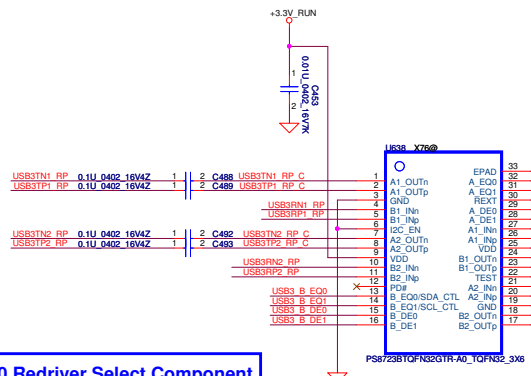 +3.3V_RUN
1
0.01U_0402_16V7K
C453
2
U638 X76@
USB3TN1_RP 0.1U_0402_16V4Z 1 2 C488 USB3TN1_RP_C
USB3TP1_RP 0.1U_0402_16V4Z 1 2 C489 USB3TP1_RP_C
USB3RN1_RP
USB3RP1_RP
USB3TN2_RP 0.1U_0402_16V4Z 1 2 C492 USB3TN2_RP_C
USB3TP2_RP 0.1U_0402_16V4Z 1 2 C493 USB3TP2_RP_C
USB3RN2_RP
USB3RP2_RP
USB3_B_EQ0
USB3_B_EQ1
USB3_B_DE0
USB3_B_DE1
EPAD 33
1 A1_OUTn A_EQ0 32
2 A1_OUTp A_EQ1 31
3 GND REXT 30
4 B1_INn A_DE0 29
5 B1_INp A_DE1 28
6 I2C_EN A1_INn 27
7 A2_OUTn A1_INp 26
8 A2_OUTp VDD 25
9 VDD B1_OUTn 24
10 B2_INn B1_OUTp 23
11 B2_INp TEST 22
12 PD# A2_INn 21
13 B_EQ0/SDA_CTL A2_INp 20
14 B_EQ1/SCL_CTL GND 19
15 B_DE0 B2_OUTn 18
16 B_DE1 B2_OUTp 17
PS8723BTQFN32GTR-A0_TQFN32_3X6
0 Redriver Select Component